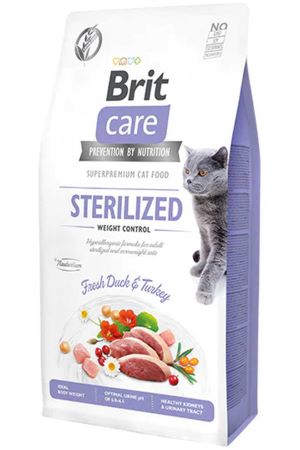 NO
Brit
care
PREVENTION BY NUTRITION
SUPERPREMIUM CAT FOOD
STERILIZED
WEIGHT CONTROL
Hypoallergenic formula for adult
sterilized and overweight cats
Fresh Duck & Turkey
IDEAL
BODY WEIGHT
OPTIMAL URINE pH
OF 6.2-6.5
HEALTHY KIDNEYS
& URINARY TRACT